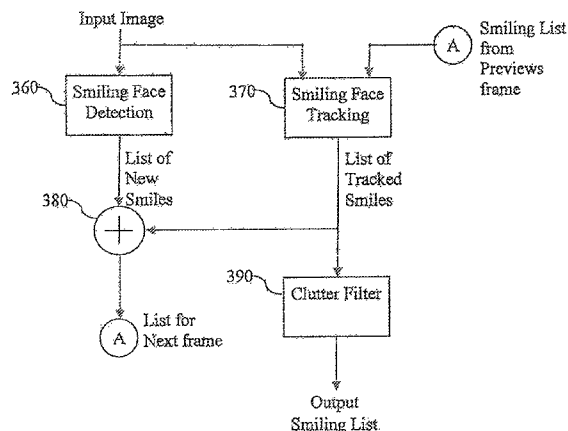 Input Image
A
Smiling List
from
Previews
frame
360
Smiling Face
Detection
370
Smiling Face
Tracking
List of
New
Smiles
List of
Tracked
Smiles
380
+
390
Clutter Filter
A
List for
Next frame
Output
Smiling List